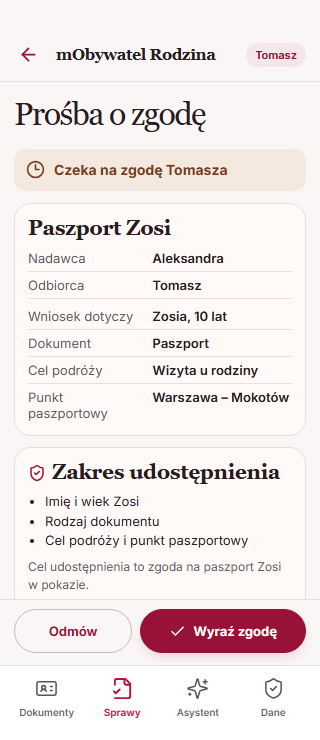 mObywatel Rodzina
Tomasz
Prośba o zgodę
Czeka na zgodę Tomasza
Paszport Zosi
Nadawca Aleksandra
Odbiorca Tomasz
Wniosek dotyczy Zosia, 10 lat
Dokument Paszport
Cel podróży Wizyta u rodziny
Punkt paszportowy Warszawa – Mokotów
Zakres udostępnienia
• Imię i wiek Zosi
• Rodzaj dokumentu
• Cel podróży i punkt paszportowy
Cel udostępnienia to zgoda na paszport Zosi
w pokazie.
Odmów
Wyraź zgodę
Dokumenty
Sprawy
Asystent
Dane